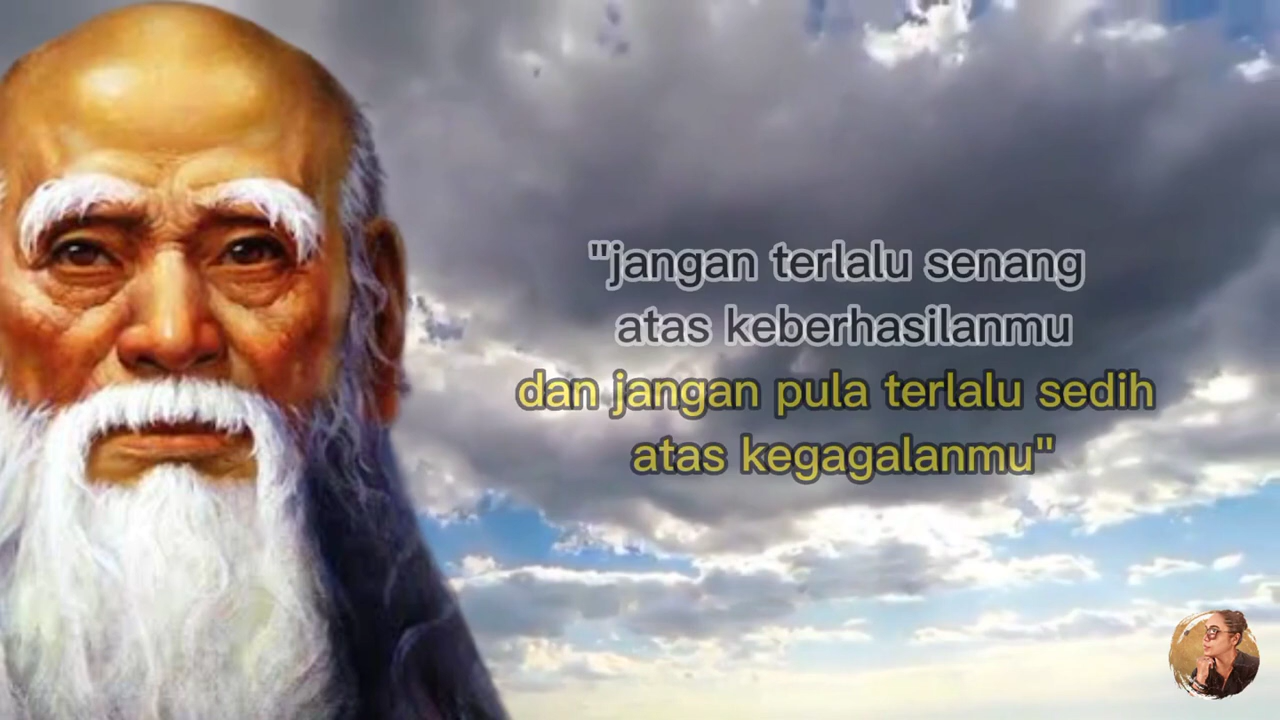 "jangan terlalu senang
atas keberhasilanmu
dan jangan pula terlalu sedih
atas kegagalanmu"